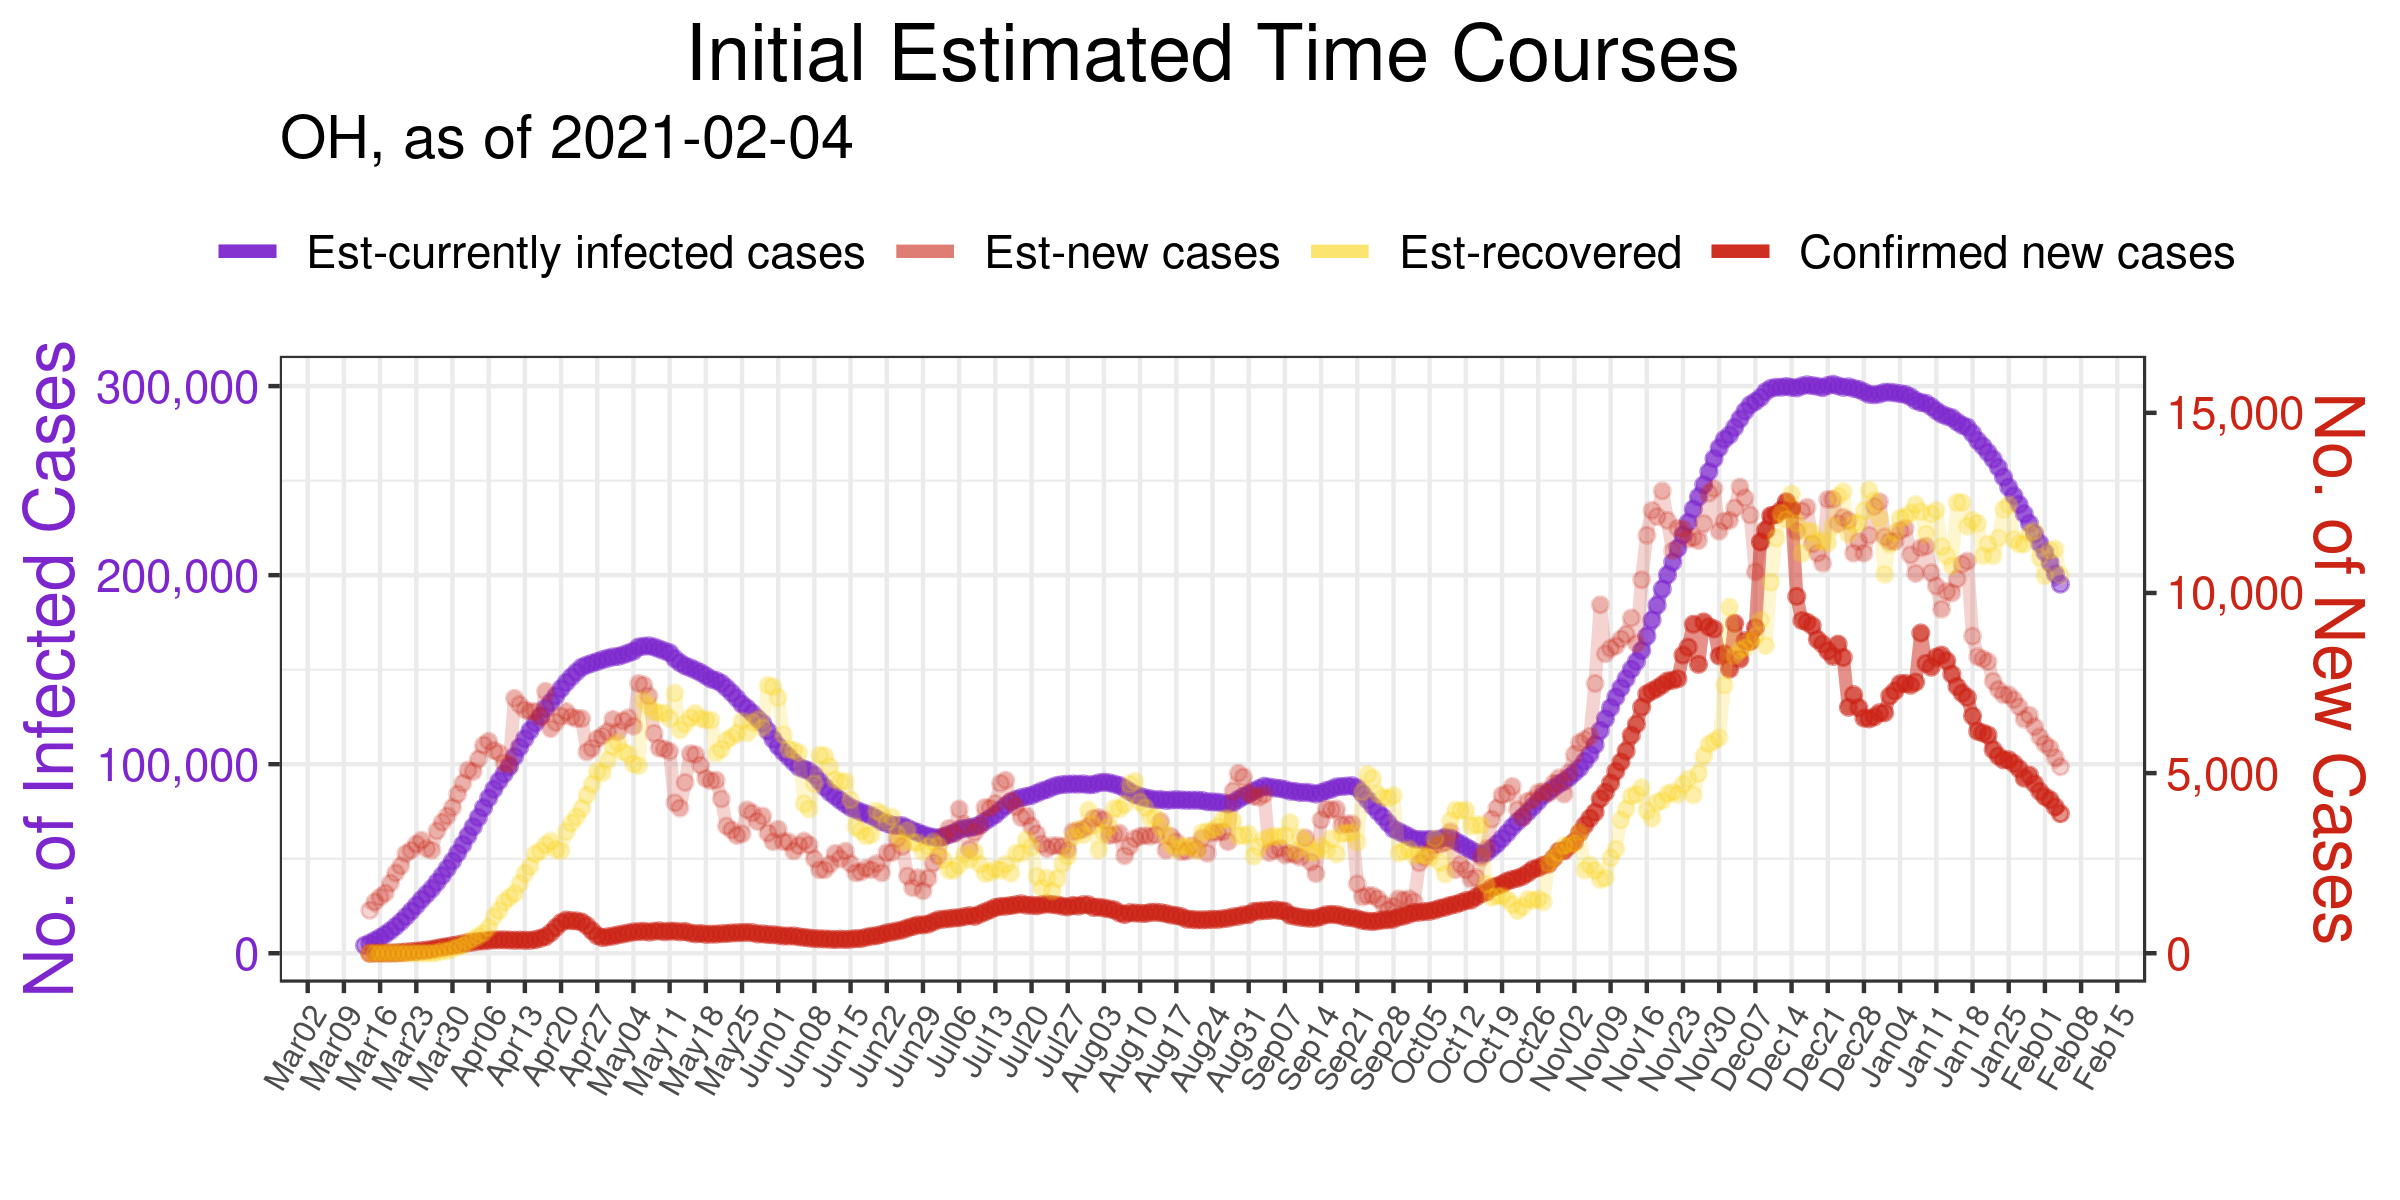 Initial Estimated Time Courses
OH, as of 2021-02-04
Est-currently infected cases Est-new cases Est-recovered Confirmed new cases
No. of Infected Cases
300,000
200,000
100,000
0
15,000
10,000
5,000
0
No. of New Cases
Mar02 Mar09 Mar16 Mar23 Mar30 Apr06 Apr13 Apr20 Apr27 May04 May11 May18 May25 Jun01 Jun08 Jun15 Jun22 Jun29 Jul06 Jul13 Jul20 Jul27 Aug03 Aug10 Aug17 Aug24 Aug31 Sep07 Sep14 Sep21 Sep28 Oct05 Oct12 Oct19 Oct26 Nov02 Nov09 Nov16 Nov23 Nov30 Dec07 Dec14 Dec21 Dec28 Jan04 Jan11 Jan18 Jan25 Feb01 Feb08 Feb15